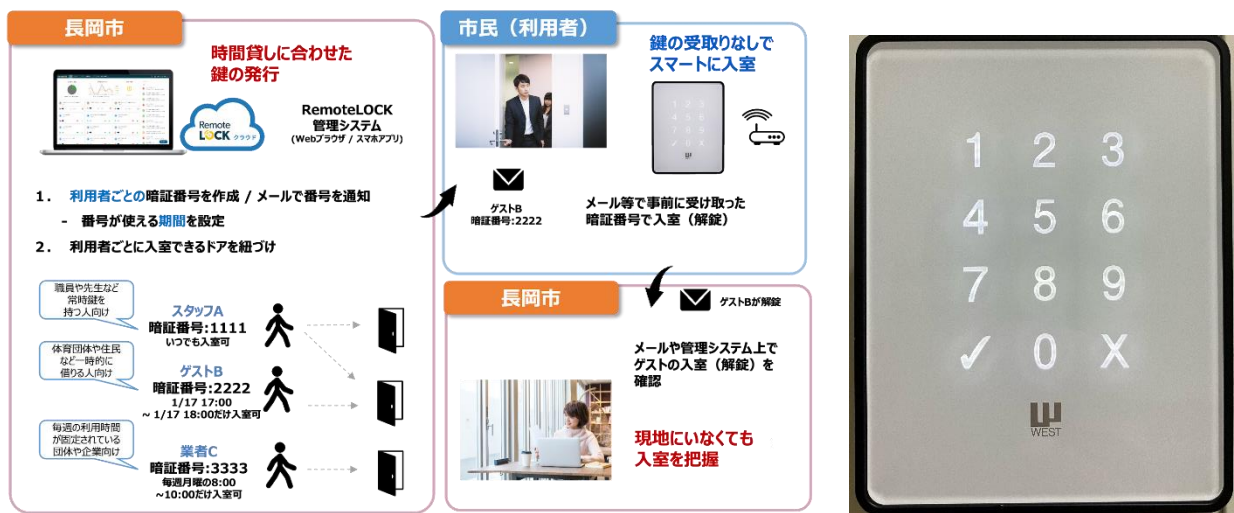 長岡市
時間貸しに合わせた
鍵の発行
Remote
LOCK クラウド
RemoteLOCK
管理システム
(Webブラウザ / スマホアプリ)
1. 利用者ごとの暗証番号を作成 / メールで番号を通知
- 番号が使える期間を設定
2. 利用者ごとに入室できるドアを紐づけ
職員や先生など
常時鍵を
持つ人向け
スタッフA
暗証番号:1111
いつでも入室可
体育団体や住民
など一時的に
借りる人向け
ゲストB
暗証番号:2222
1/17 17:00
~ 1/17 18:00だけ入室可
毎週の利用時間
が固定されている
団体や企業向け
業者C
暗証番号:3333
毎週月曜の8:00
~10:00だけ入室可
市民（利用者）
鍵の受取りなしで
スマートに入室
1 2 3
4 5 6
7 8 9
✓ 0 X
ゲストB
暗証番号:2222
メール等で事前に受け取った
暗証番号で入室（解錠）
長岡市
ゲストBが解錠
メールや管理システム上で
ゲストの入室（解錠）を
確認
現地にいなくても
入室を把握
1 2 3
4 5 6
7 8 9
✓ 0 X
WEST